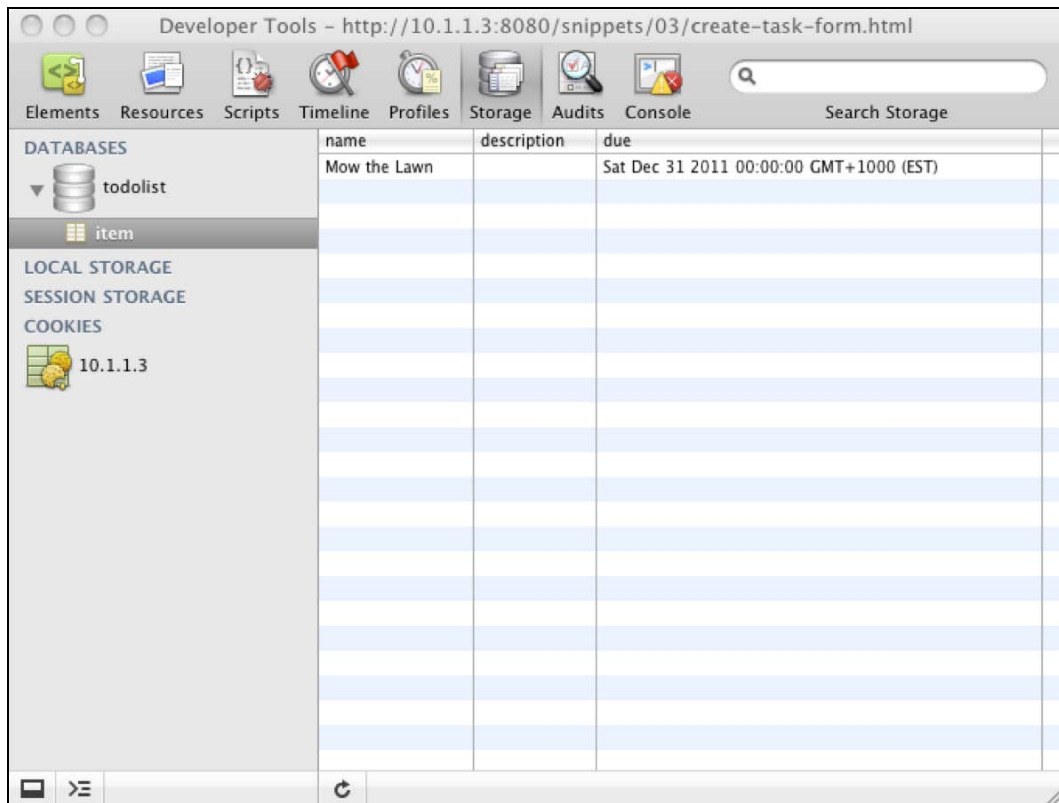 Developer Tools – http://10.1.1.3:8080/snippets/03/create-task-form.html
Elements Resources Scripts Timeline Profiles Storage Audits Console Search Storage
DATABASES
todolist
item
LOCAL STORAGE
SESSION STORAGE
COOKIES
10.1.1.3
name description due
Mow the Lawn Sat Dec 31 2011 00:00:00 GMT+1000 (EST)